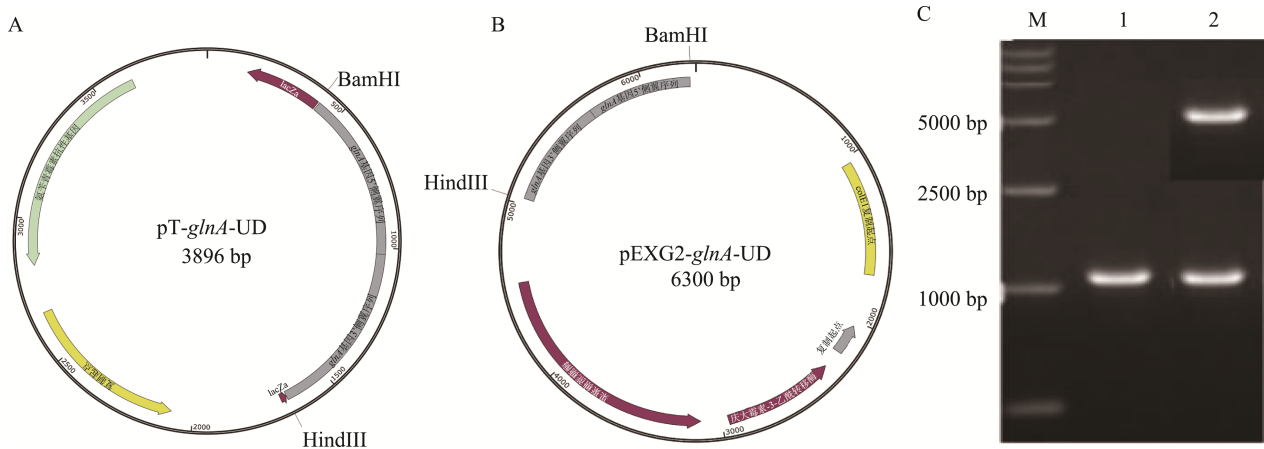 A
BamHI
lacZa
500
glnA基因5'侧翼序列
1000
glnA基因3'侧翼序列
1500
lacZa
HindIII
2000
复制起点
2500
3000
氨苄青霉素抗性基因
3500
pT-glnA-UD
3896 bp
B
BamHI
6000
glnA基因5'侧翼序列
glnA基因3'侧翼序列
HindIII
5000
1000
colE1复制起点
2000
复制起点
庆大霉素-3-乙酰转移酶
3000
4000
pEXG2-glnA-UD
6300 bp
C
M 1 2
5000 bp
2500 bp
1000 bp